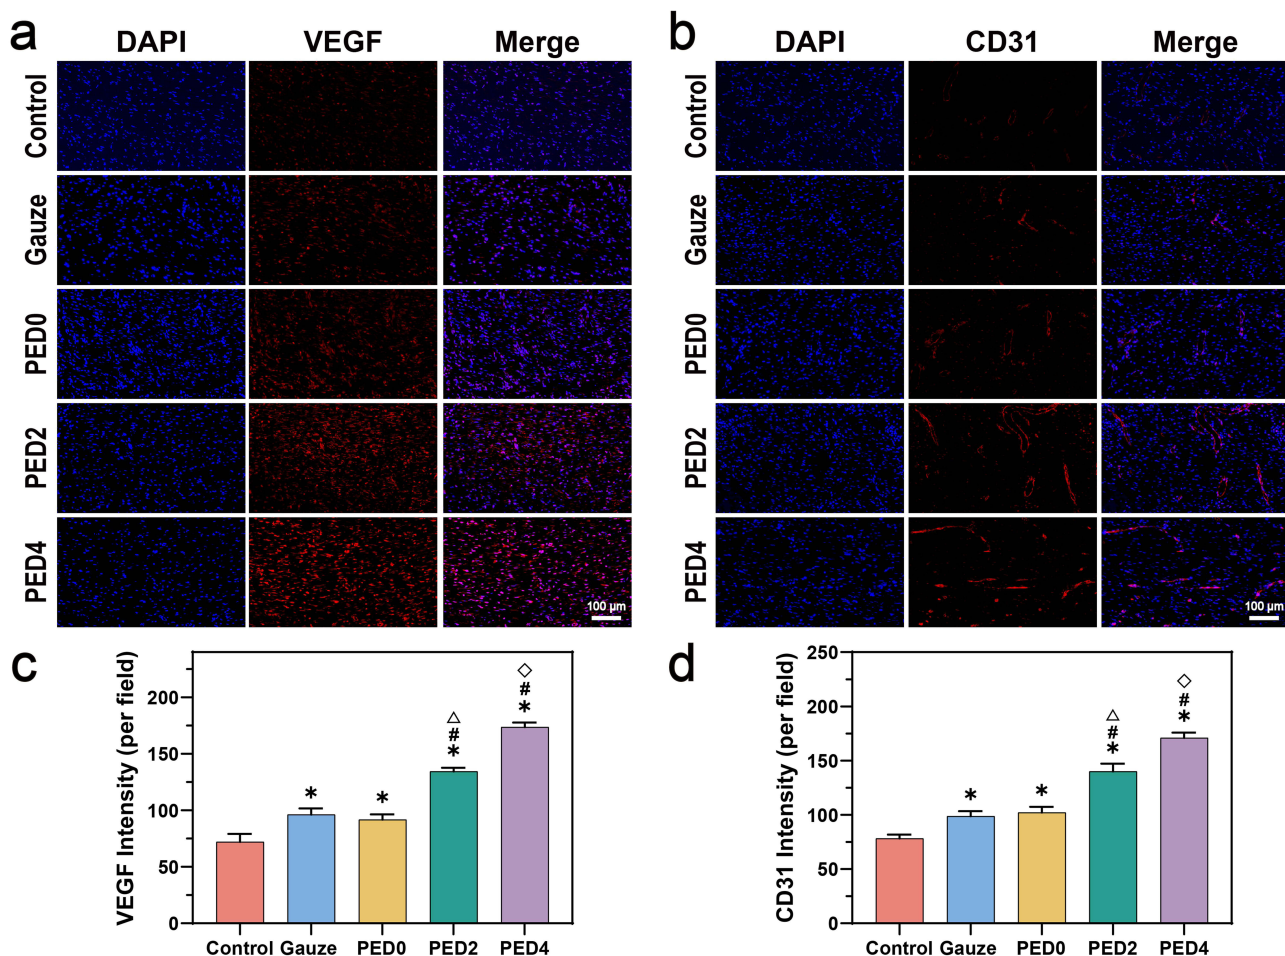 a
DAPI VEGF Merge
Control
Gauze
PED0
PED2
PED4
100 μm
b
DAPI CD31 Merge
Control
Gauze
PED0
PED2
PED4
100 μm
c
VEGF Intensity (per field)
200
150
100
50
0
*
*
△
#
*
◇
#
*
Control Gauze PED0 PED2 PED4
d
CD31 Intensity (per field)
250
200
150
100
50
0
*
*
△
#
*
◇
#
*
Control Gauze PED0 PED2 PED4